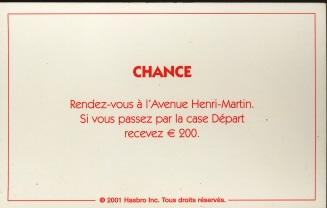 CHANCE
Rendez-vous à l'Avenue Henri-Martin.
Si vous passez par la case Départ
recevez € 200.
© 2001 Hasbro Inc. Tous droits réservés.